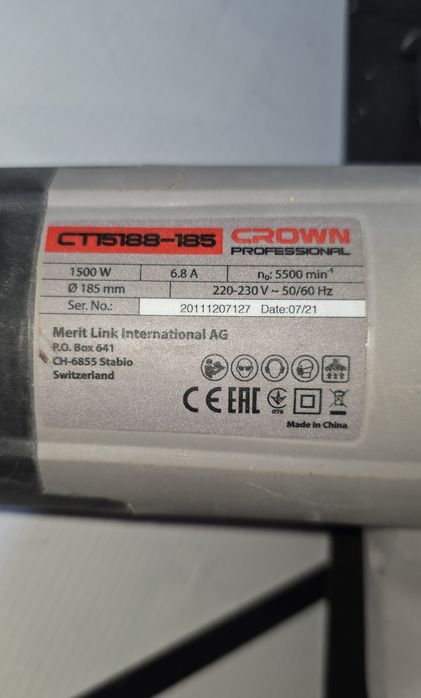 CT15188-185 CROWN
PROFESSIONAL
1500 W 6.8 A n₀: 5500 min⁻¹
Ø 185 mm 220-230 V ~ 50/60 Hz
Ser. No.: 20111207127 Date:07/21
Merit Link International AG
P.O. Box 641
CH-6855 Stabio
Switzerland
CE EAC
076
Made in China